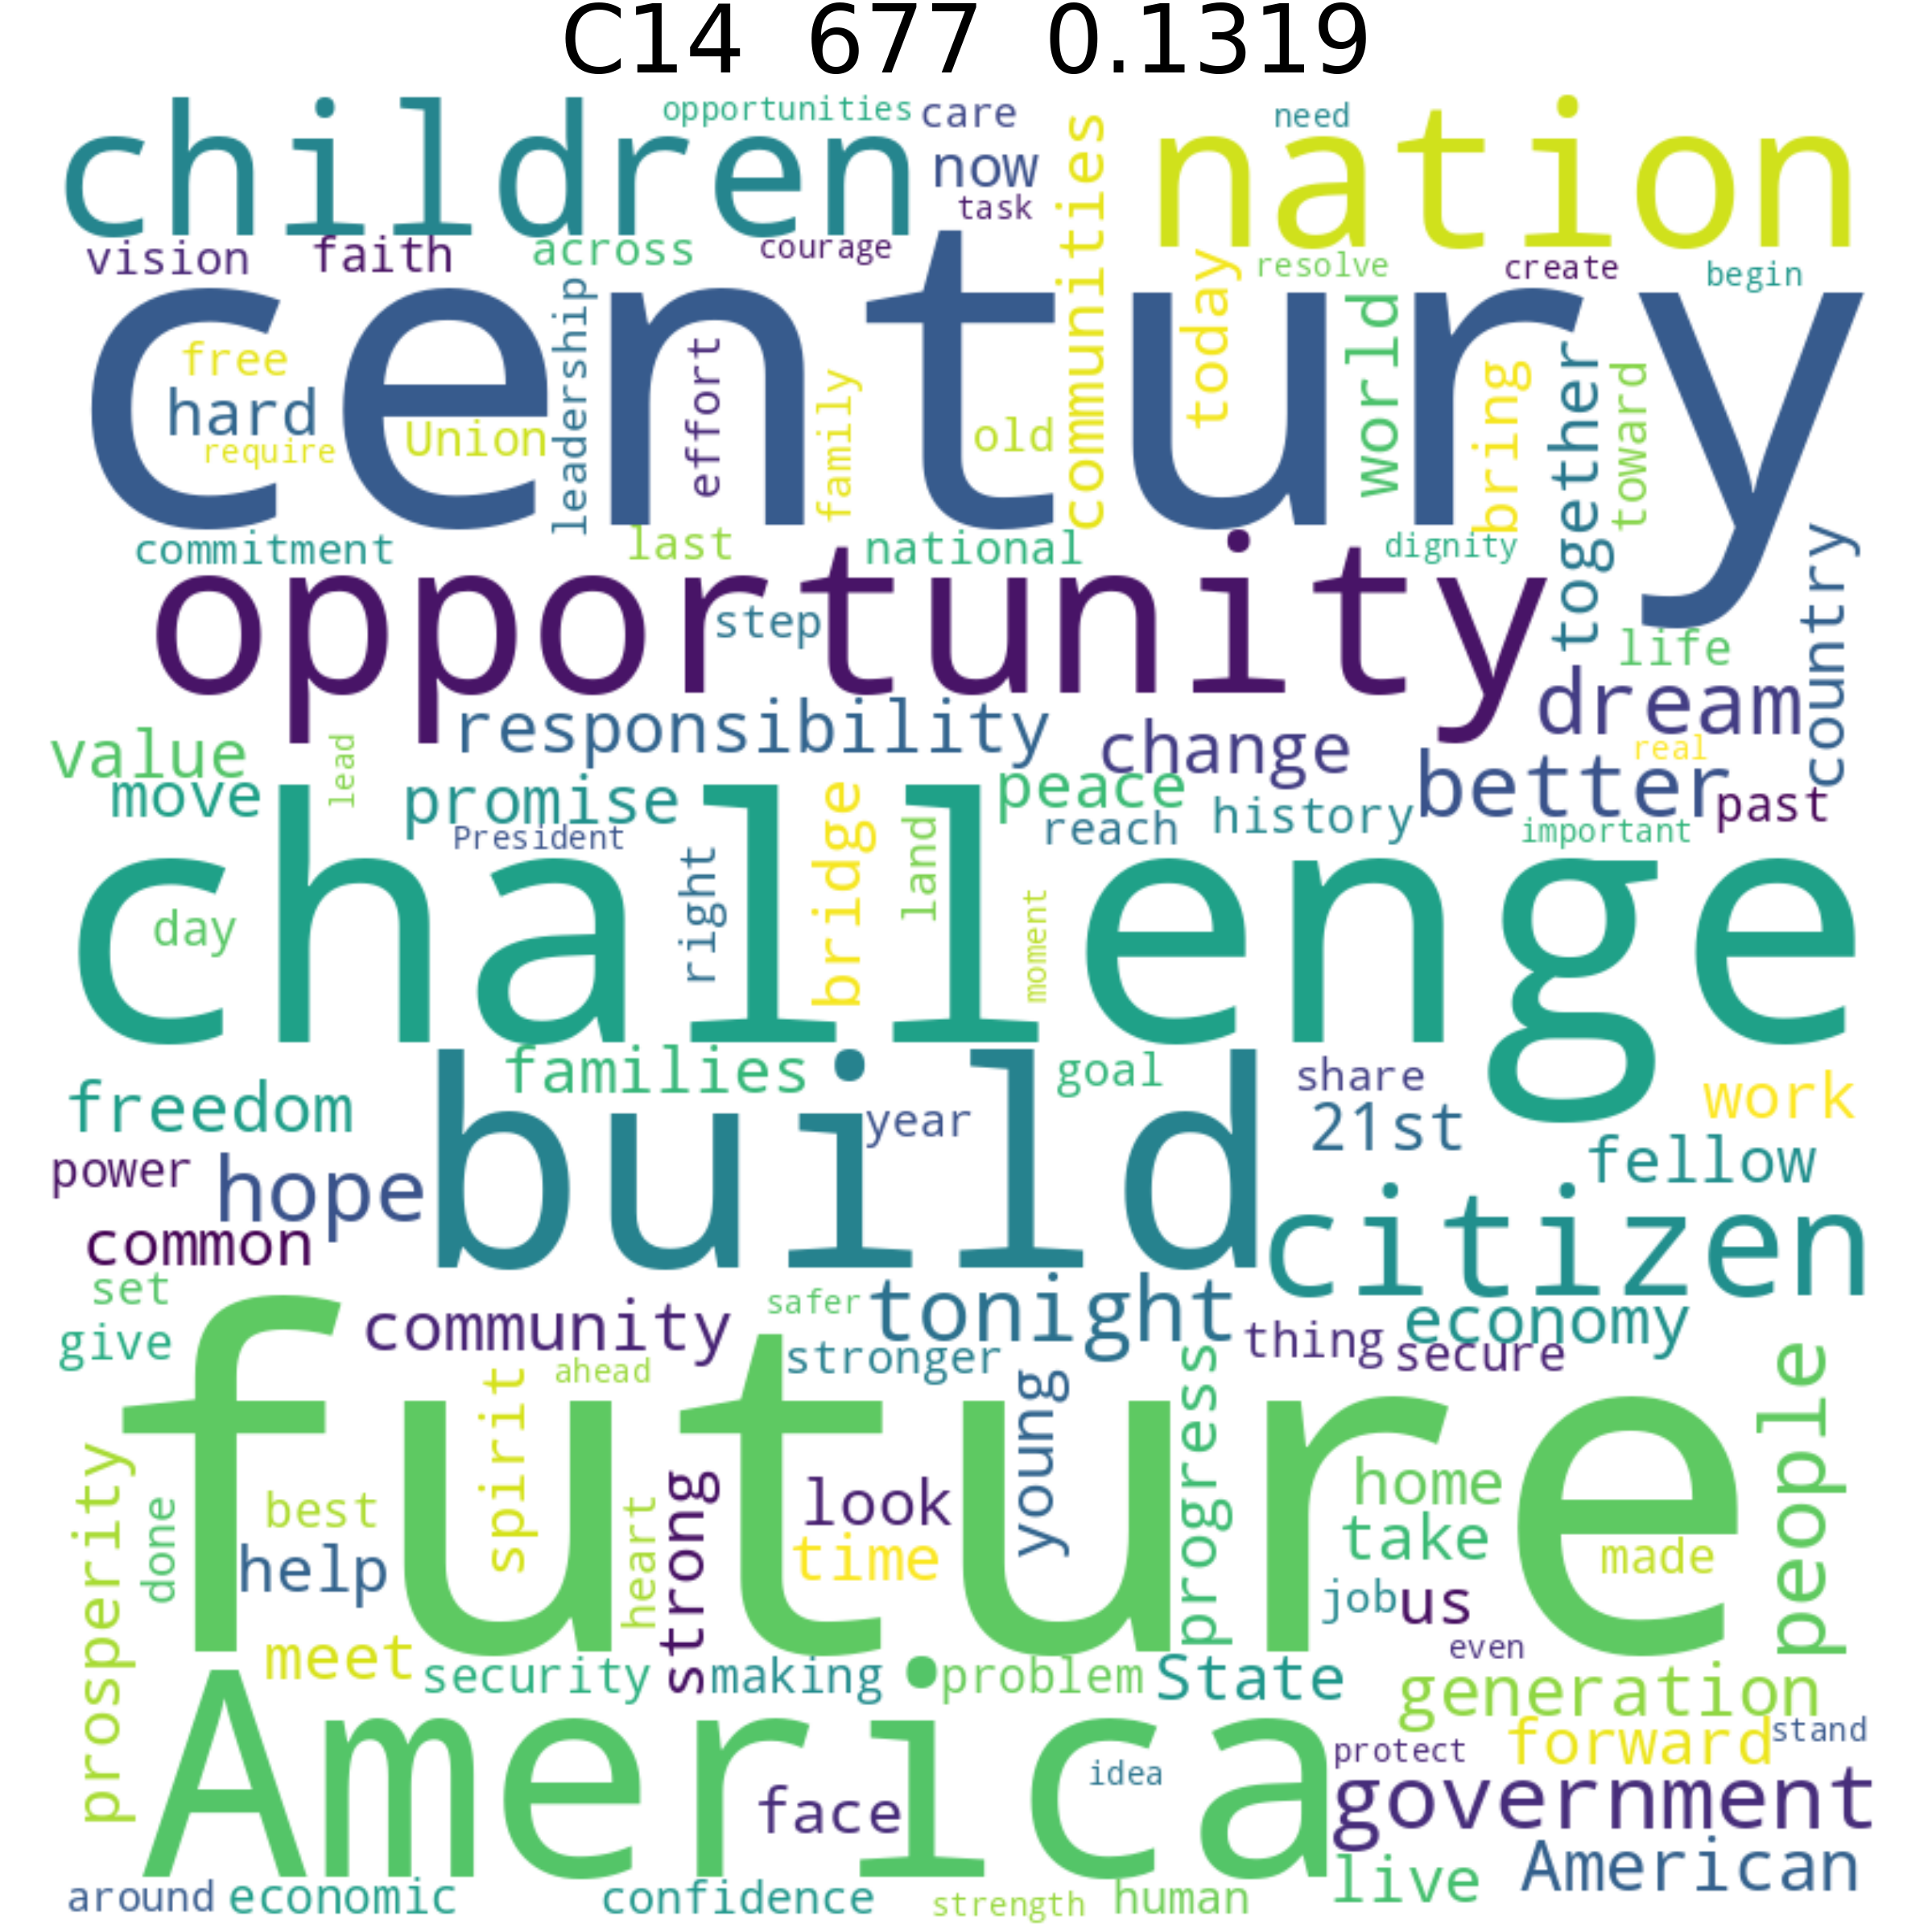 C14 677 0.1319
children opportunities care now task communities need nation
vision faith across courage today resolve create begin
century
free hard require Union leadership effort family old world bring together toward
commitment last national dignity country
opportunity
step life
responsibility change dream
value lead move promise peace real better past
President bridge land reach history important
challenge
day right moment
families goal share work
freedom year 21st fellow
build
power hope citizen
common
set community safer tonight economy
give ahead stronger thing secure
future
prosperity done best spirit heart strong look young progress home people
help time take made
job us
even
meet security making problem State generation
America
forward stand
protect
face idea government
live American
around economic confidence strength human